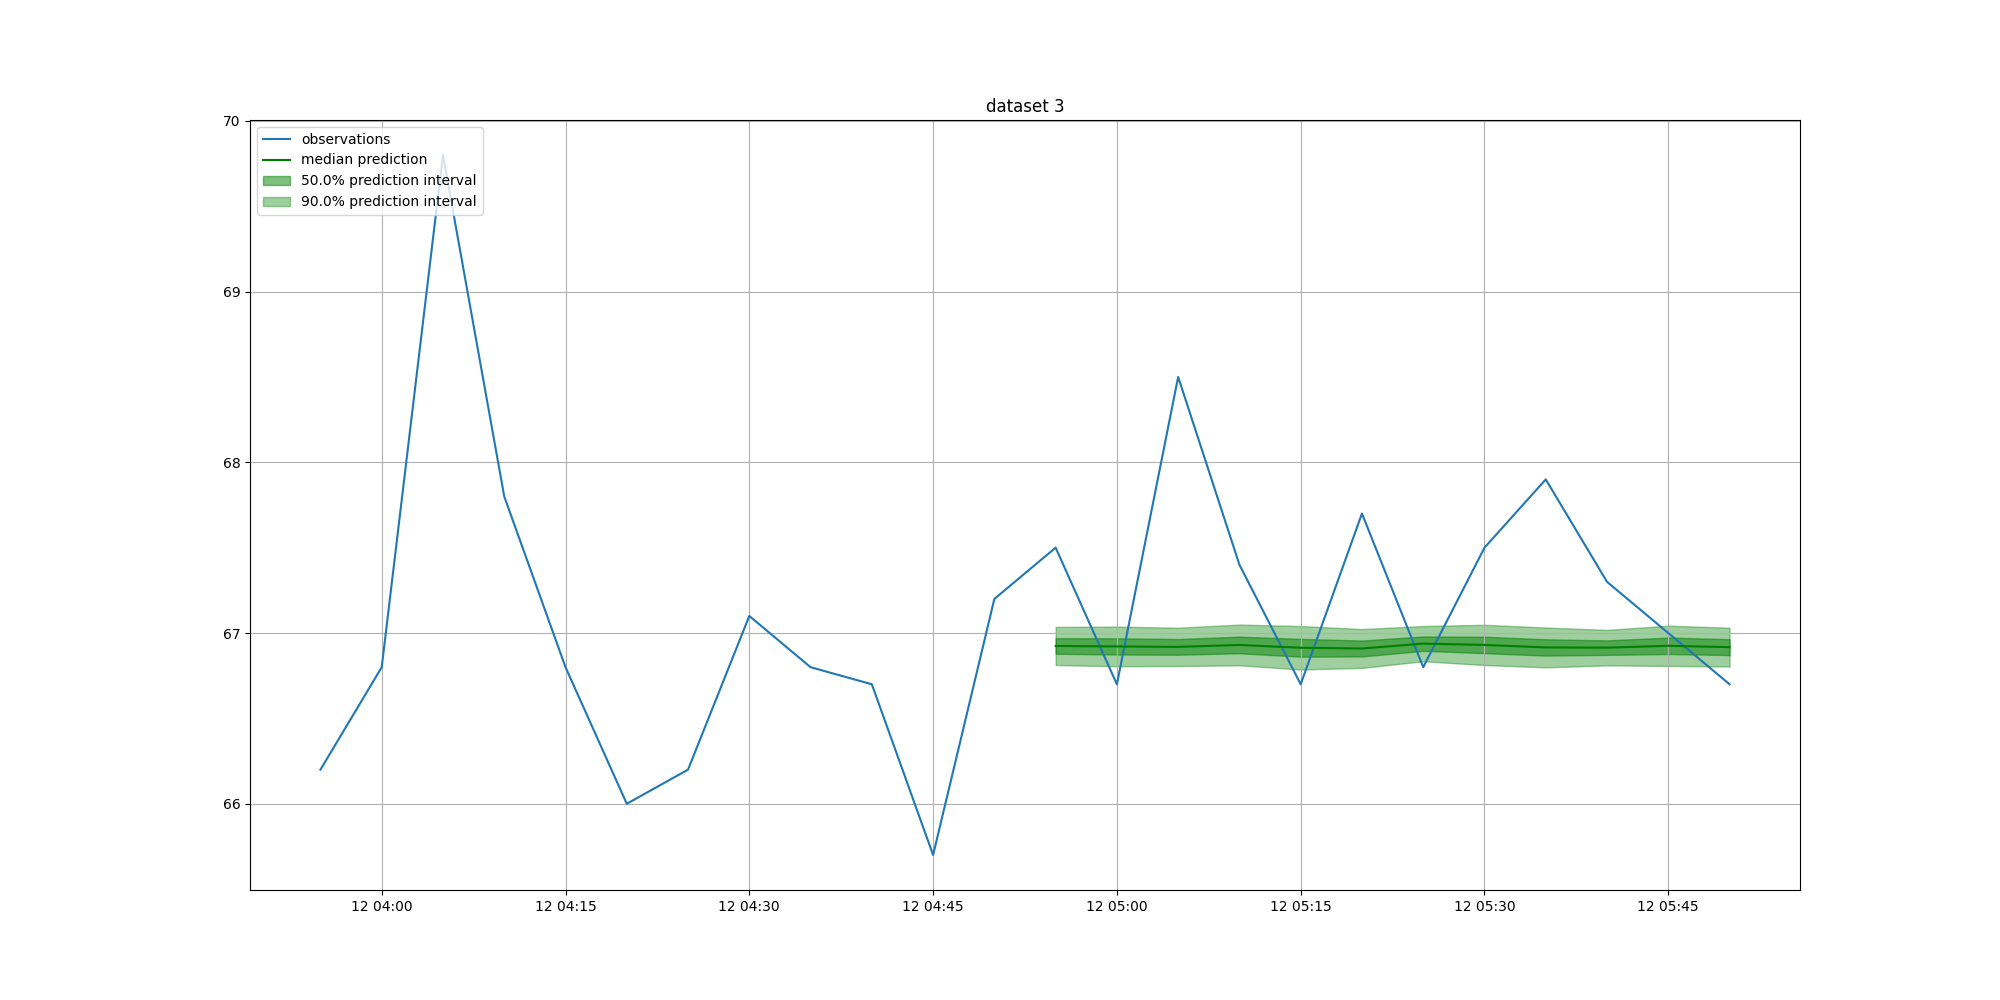 dataset 3
70
observations
median prediction
50.0% prediction interval
90.0% prediction interval
69
68
67
66
12 04:00
12 04:15
12 04:30
12 04:45
12 05:00
12 05:15
12 05:30
12 05:45